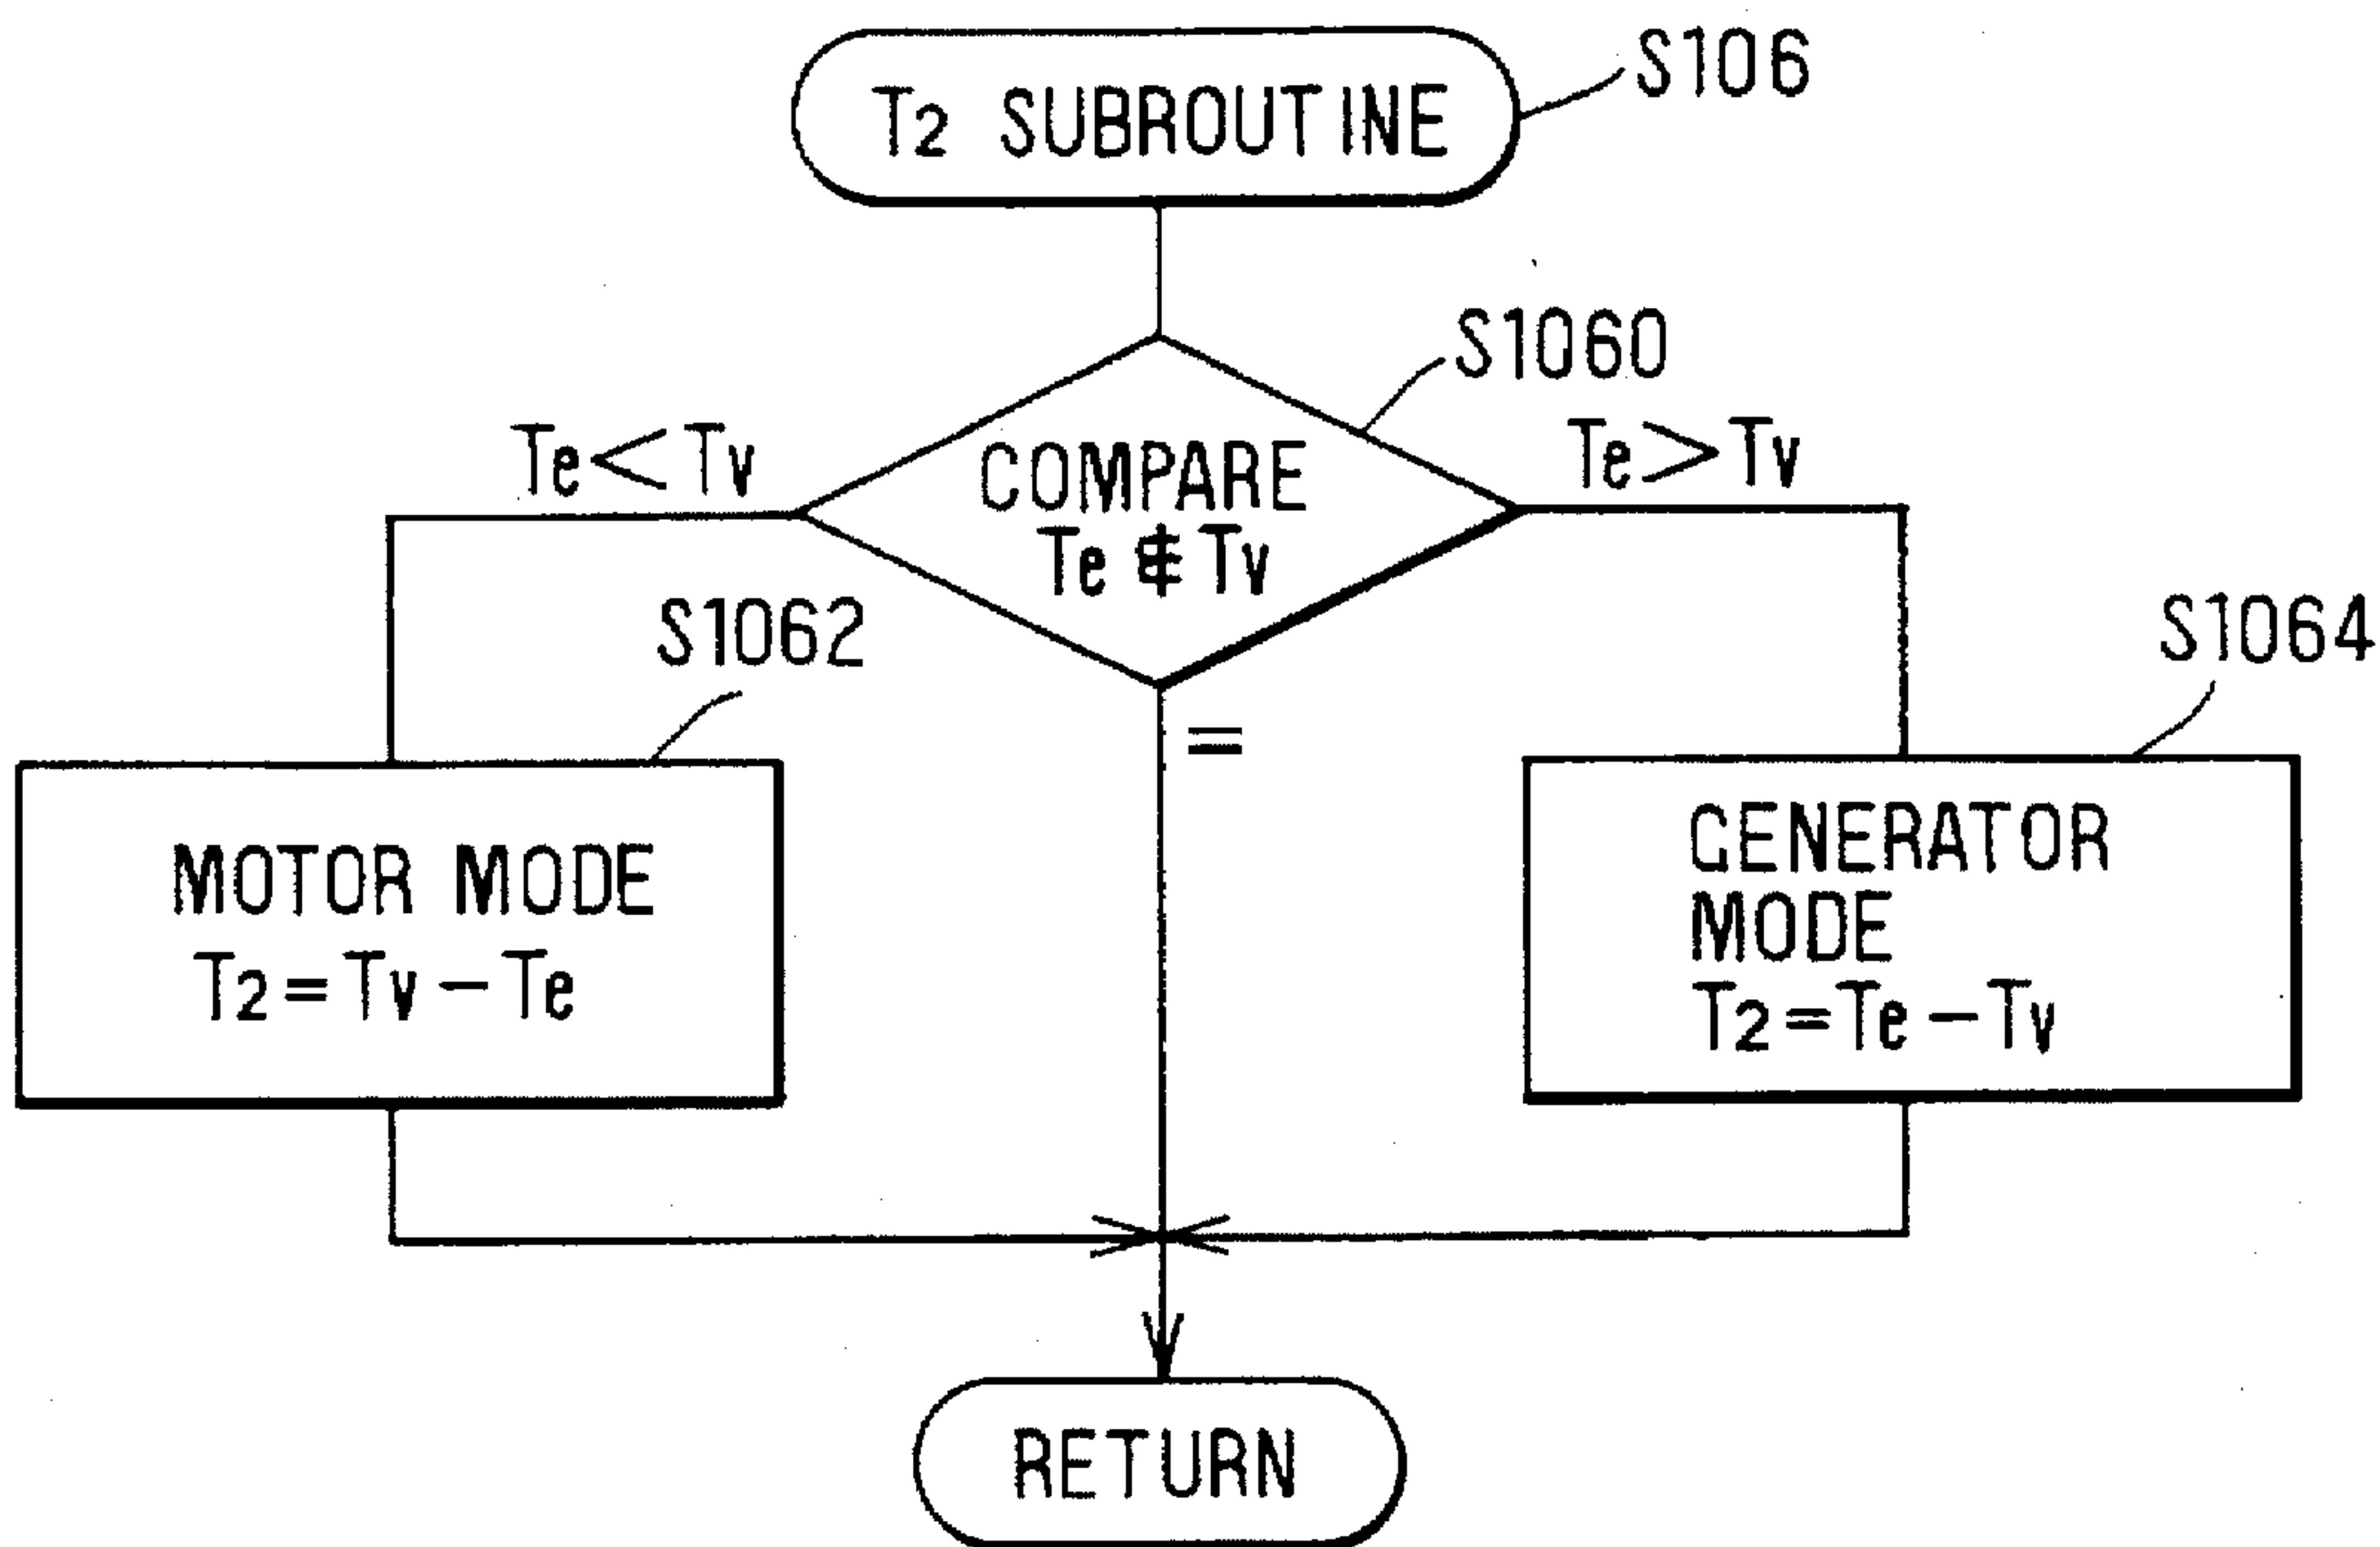 T2 SUBROUTINE
S106
S1060
Te < Tv
COMPARE
Te ∉ Tv
Te > Tv
S1062
S1064
=
MOTOR MODE
T2 = Tv − Te
GENERATOR
MODE
T2 = Te − Tv
RETURN